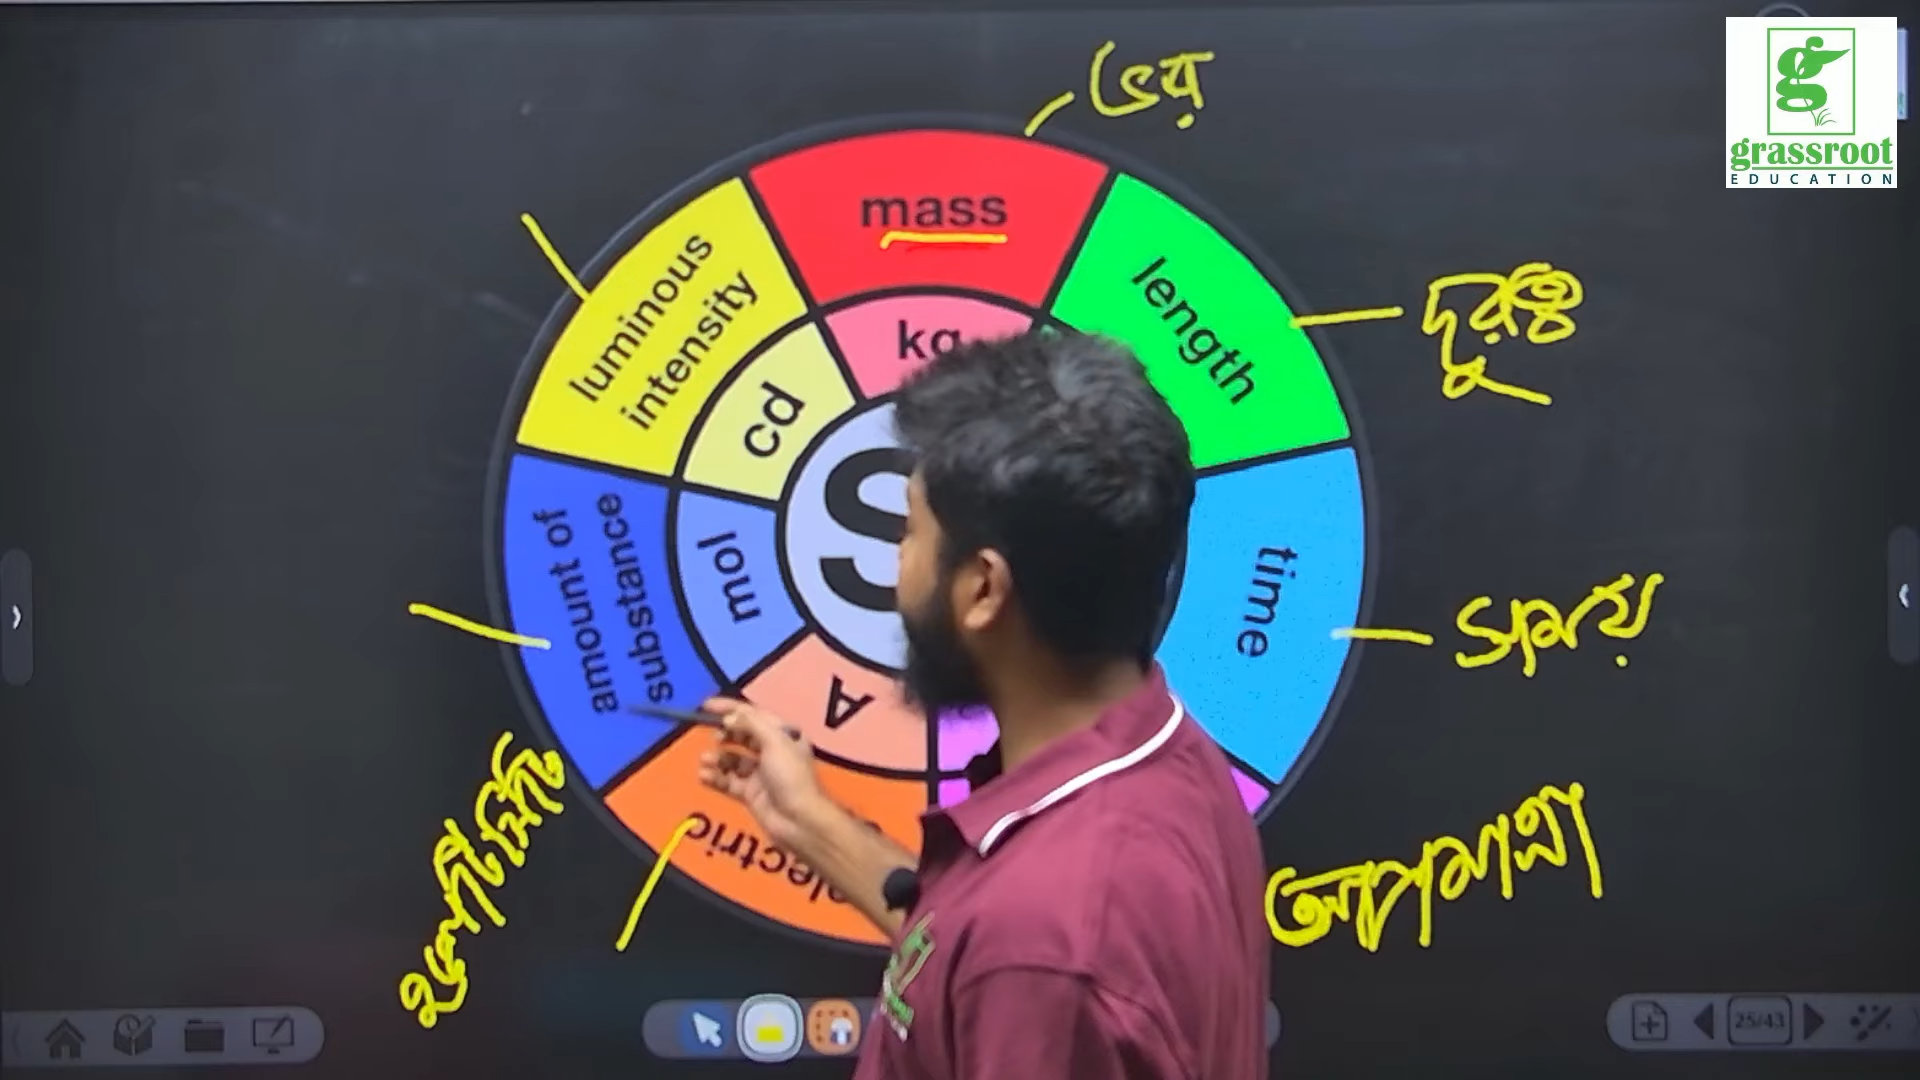 ভর
grassroot
EDUCATION
mass
kg
length
দূরত্ব
luminous
intensity
cd
S
time
সময়
amount of
substance
mol
A
electric
তাপমাত্রা
25/43